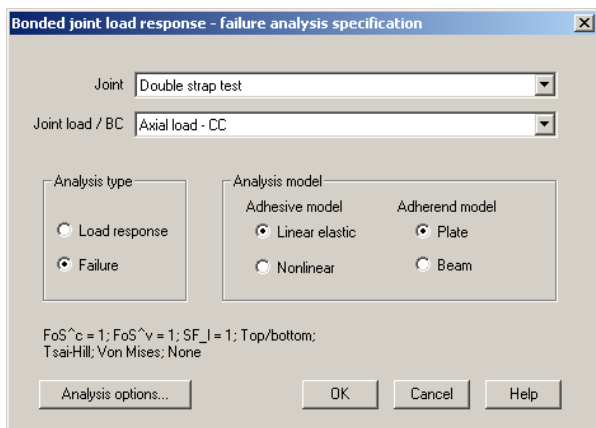 Bonded joint load response - failure analysis specification
Joint Double strap test
Joint load / BC Axial load - CC
Analysis type Analysis model
Adhesive model Adherend model
Load response Linear elastic Plate
Failure Nonlinear Beam
FoS^c = 1; FoS^v = 1; SF_l = 1; Top/bottom;
Tsai-Hill; Von Mises; None
Analysis options... OK Cancel Help